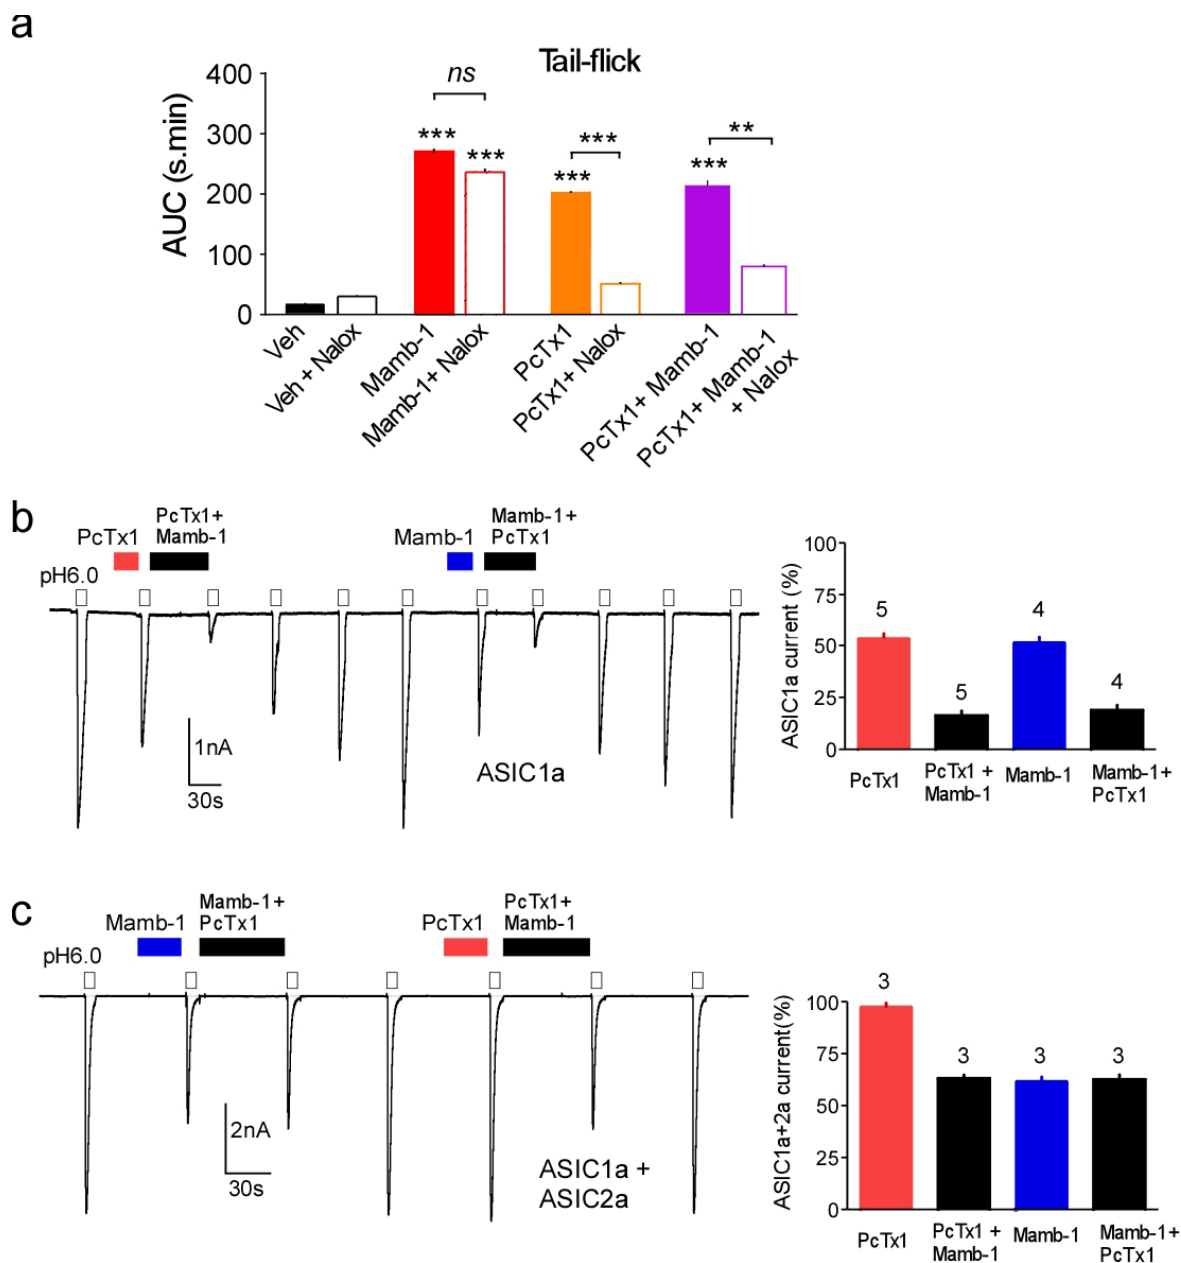 a
Tail-flick
AUC (s.min)
400
300
200
100
0
ns
***
***
***
***
***
**
Veh
Veh + Nalox
Mamb-1
Mamb-1+ Nalox
PcTx1
PcTx1+ Nalox
PcTx1+ Mamb-1
PcTx1+ Mamb-1
+ Nalox
b
PcTx1
PcTx1+
Mamb-1
Mamb-1
Mamb-1+
PcTx1
pH6.0
1nA
30s
ASIC1a
ASIC1a current (%)
100
75
50
25
0
5
5
4
4
PcTx1
PcTx1 +
Mamb-1
Mamb-1
Mamb-1+
PcTx1
c
Mamb-1
Mamb-1+
PcTx1
PcTx1
PcTx1+
Mamb-1
pH6.0
2nA
30s
ASIC1a +
ASIC2a
ASIC1a+2a current(%)
100
75
50
25
0
3
3
3
3
PcTx1
PcTx1 +
Mamb-1
Mamb-1
Mamb-1+
PcTx1